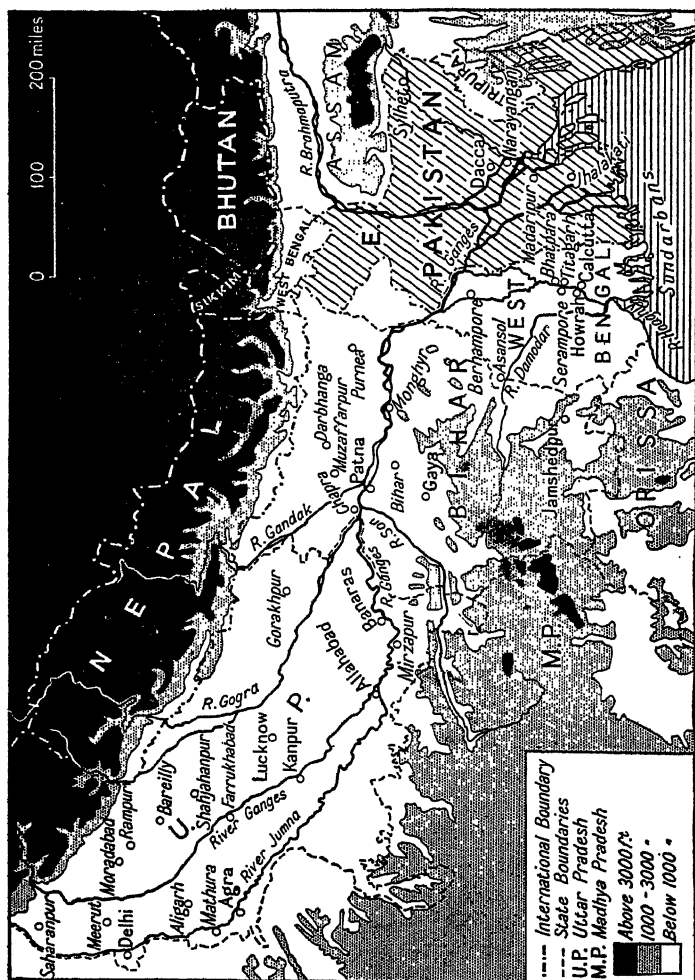 0 100 200 miles
NEPAL
SIKKIM
BHUTAN
WEST
BENGAL
R. Brahmaputra
ASSAM
Sylhet
TRIPURA
E. PAKISTAN
Dacca
Narayanganj
Madaripur
Jhalakati
R. Ganges
Saharanpur
Meerut
Delhi
Moradabad
Rampur
Bareilly
Shahjahanpur
Farrukhabad
Aligarh
Mathura
Agra
U. P.
River Ganges
River Jumna
Lucknow
Kanpur
R. Gogra
Gorakhpur
R. Gandak
Allahabad
Banaras
R. Ganges
Mirzapur
R. Son
Chapra
Muzaffarpur
Darbhanga
Purnea
Patna
Bihar
Gaya
Monghyr
BIHAR
Berhampore
Asansol
R. Damodar
WEST
BENGAL
Bhatpara
Titagarh
Serampore
Howrah
Calcutta
Sundarbans
Jamshedpur
M.P.
ORISSA
International Boundary
State Boundaries
U.P. Uttar Pradesh
M.P. Madhya Pradesh
Above 3000 ft
1000 - 3000 "
Below 1000 "